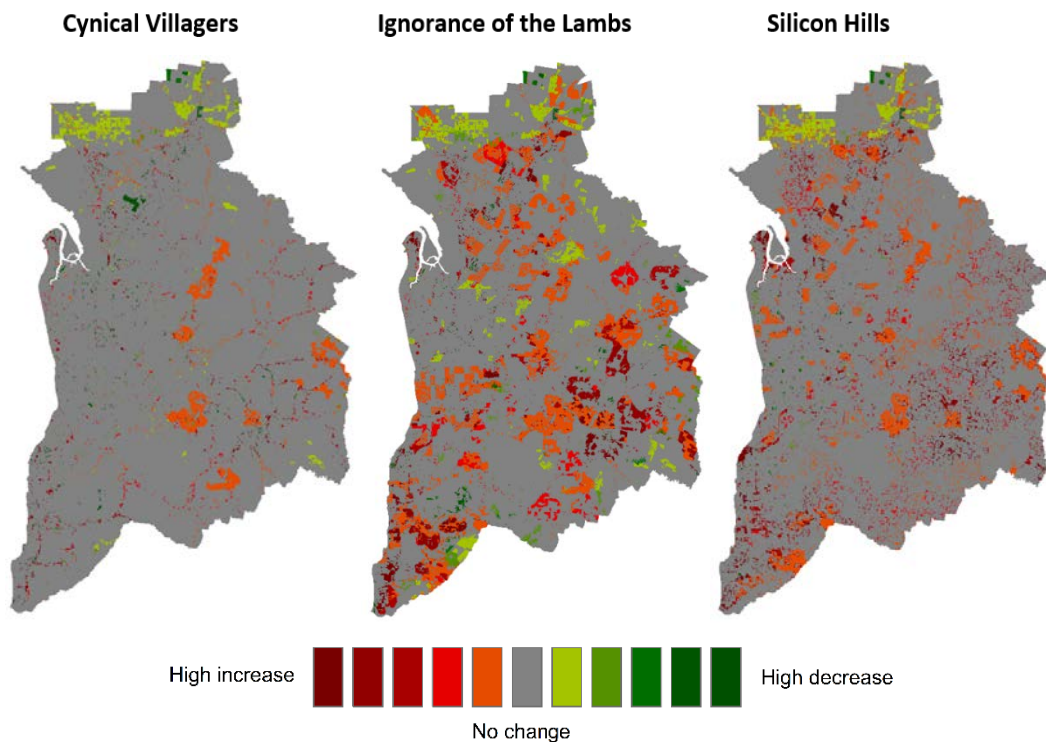 Cynical Villagers
Ignorance of the Lambs
Silicon Hills
High increase
High decrease
No change